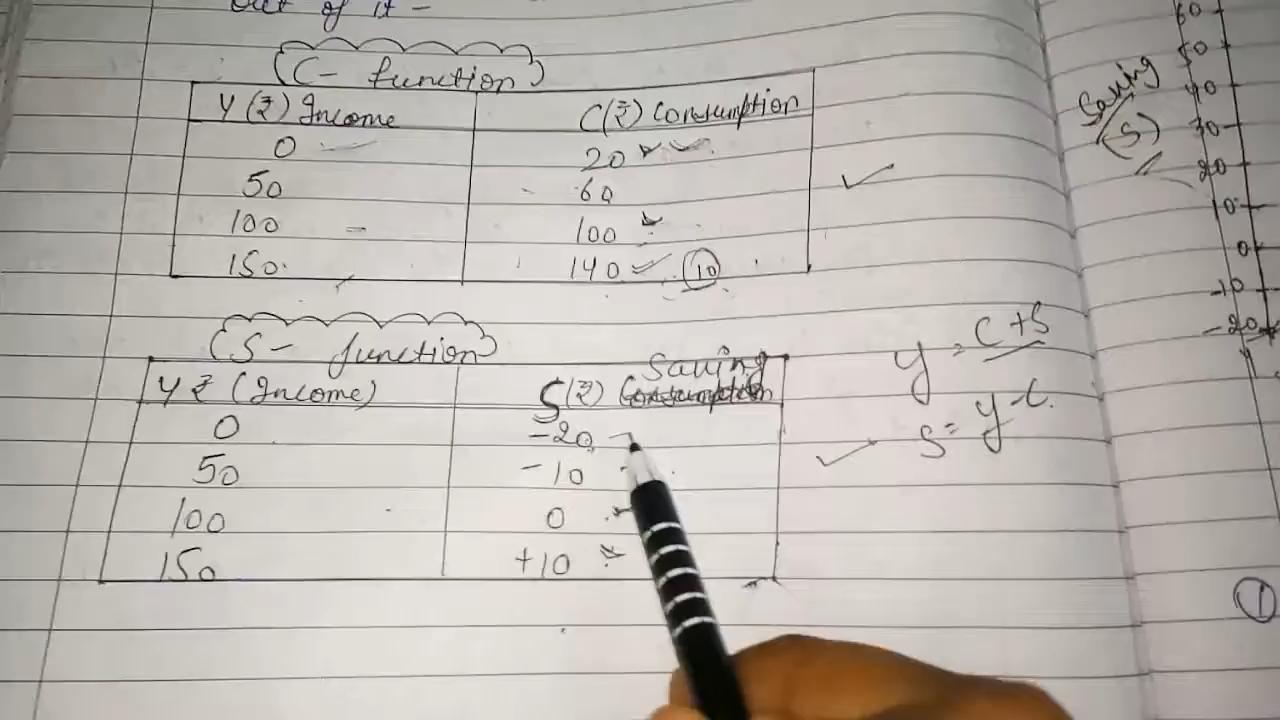 Out of it -
C- function
Y (₹) Income C(₹) Consumption
0 20
50 60
100 100
150 140 10
S- function
Saving
Y ₹ (Income) S(₹) Consumption
0 -20
50 -10
100 0
150 +10
y = C+S
S = y-C.
Saving
(S)
60
50
40
30
20
10
0
-10
-20
1